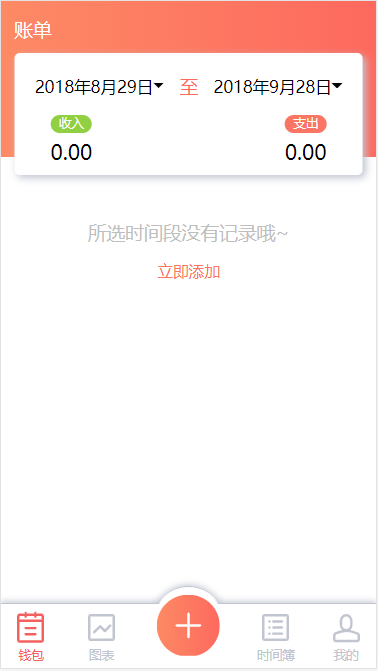 账单
2018年8月29日 至 2018年9月28日
收入 支出
0.00 0.00
所选时间段没有记录哦~
立即添加
钱包 图表 时间簿 我的